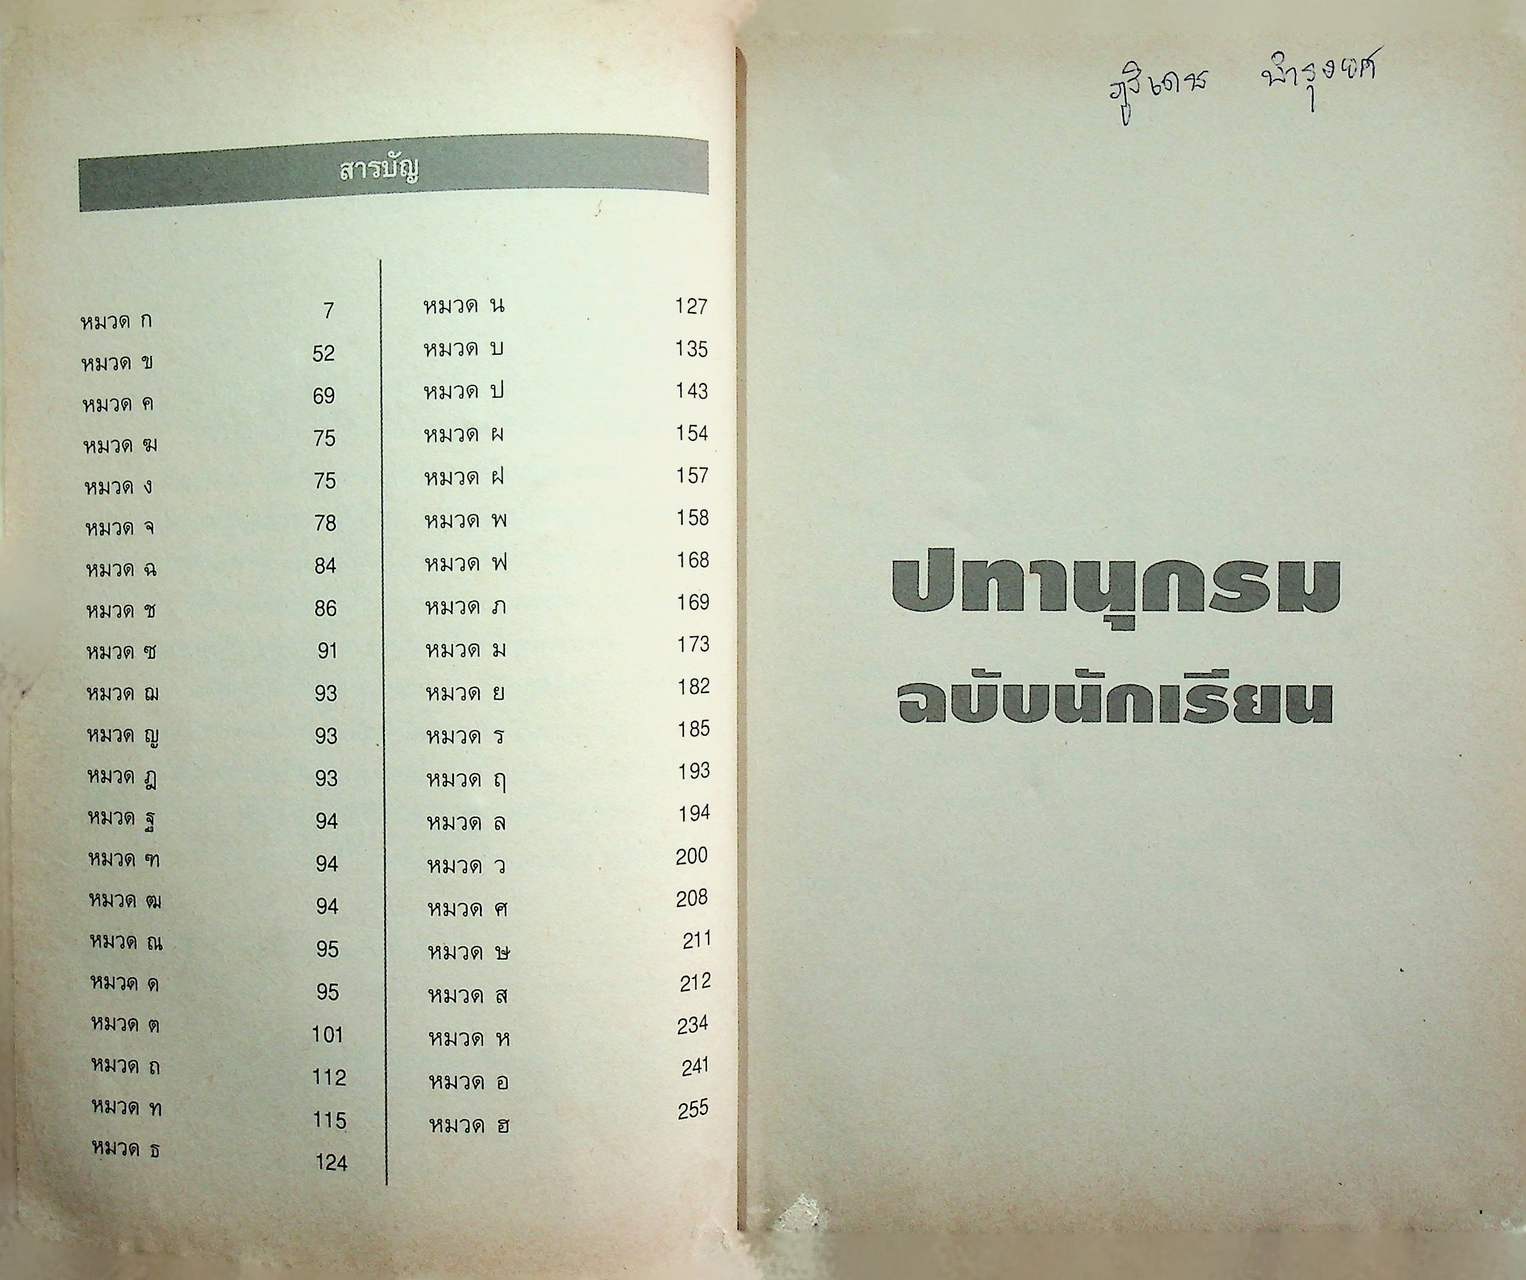 สารบัญ
หมวด ก 7
หมวด ข 52
หมวด ค 69
หมวด ฆ 75
หมวด ง 75
หมวด จ 78
หมวด ฉ 84
หมวด ช 86
หมวด ซ 91
หมวด ฌ 93
หมวด ญ 93
หมวด ฎ 93
หมวด ฐ 94
หมวด ฑ 94
หมวด ฒ 94
หมวด ณ 95
หมวด ด 95
หมวด ต 101
หมวด ถ 112
หมวด ท 115
หมวด ธ 124
หมวด น 127
หมวด บ 135
หมวด ป 143
หมวด ผ 154
หมวด ฝ 157
หมวด พ 158
หมวด ฟ 168
หมวด ภ 169
หมวด ม 173
หมวด ย 182
หมวด ร 185
หมวด ฤ 193
หมวด ล 194
หมวด ว 200
หมวด ศ 208
หมวด ษ 211
หมวด ส 212
หมวด ห 234
หมวด อ 241
หมวด ฮ 255
ปทานุกรม
ฉบับนักเรียน